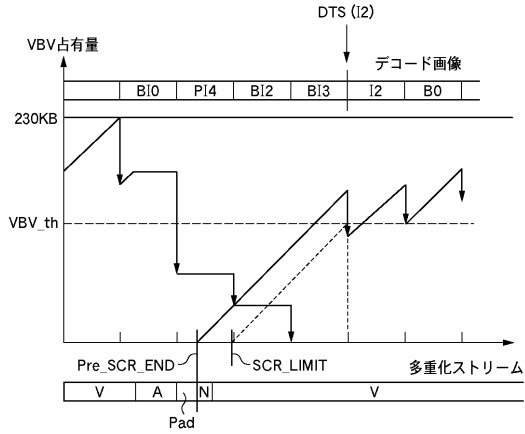 DTS (I2)
VBV占有量
デコード画像
BI0 PI4 BI2 BI3 I2 B0
230KB
VBV_th
Pre_SCR_END
SCR_LIMIT
多重化ストリーム
V A N V
Pad